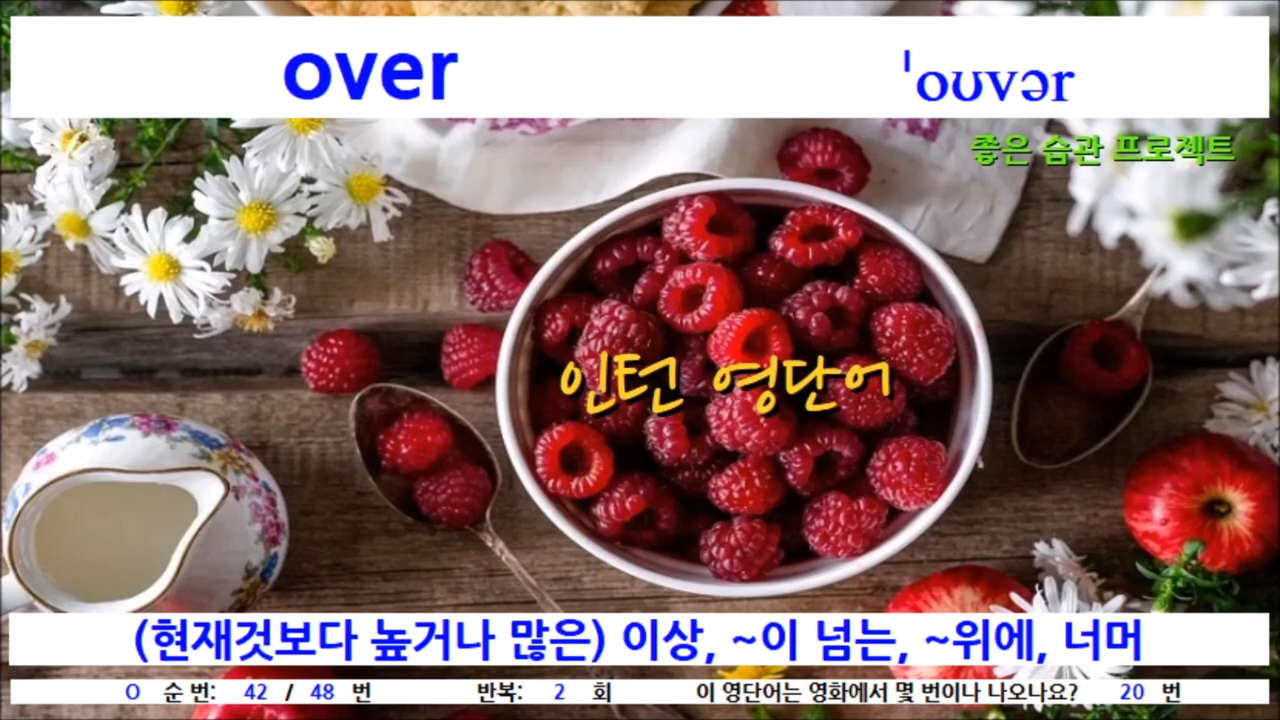 over
ˈoʊvər
좋은 습관 프로젝트
인턴 영단어
(현재것보다 높거나 많은) 이상, ~이 넘는, ~위에, 너머
O 순 번: 42 / 48 번 반복: 2 회 이 영단어는 영화에서 몇 번이나 나오나요? 20 번